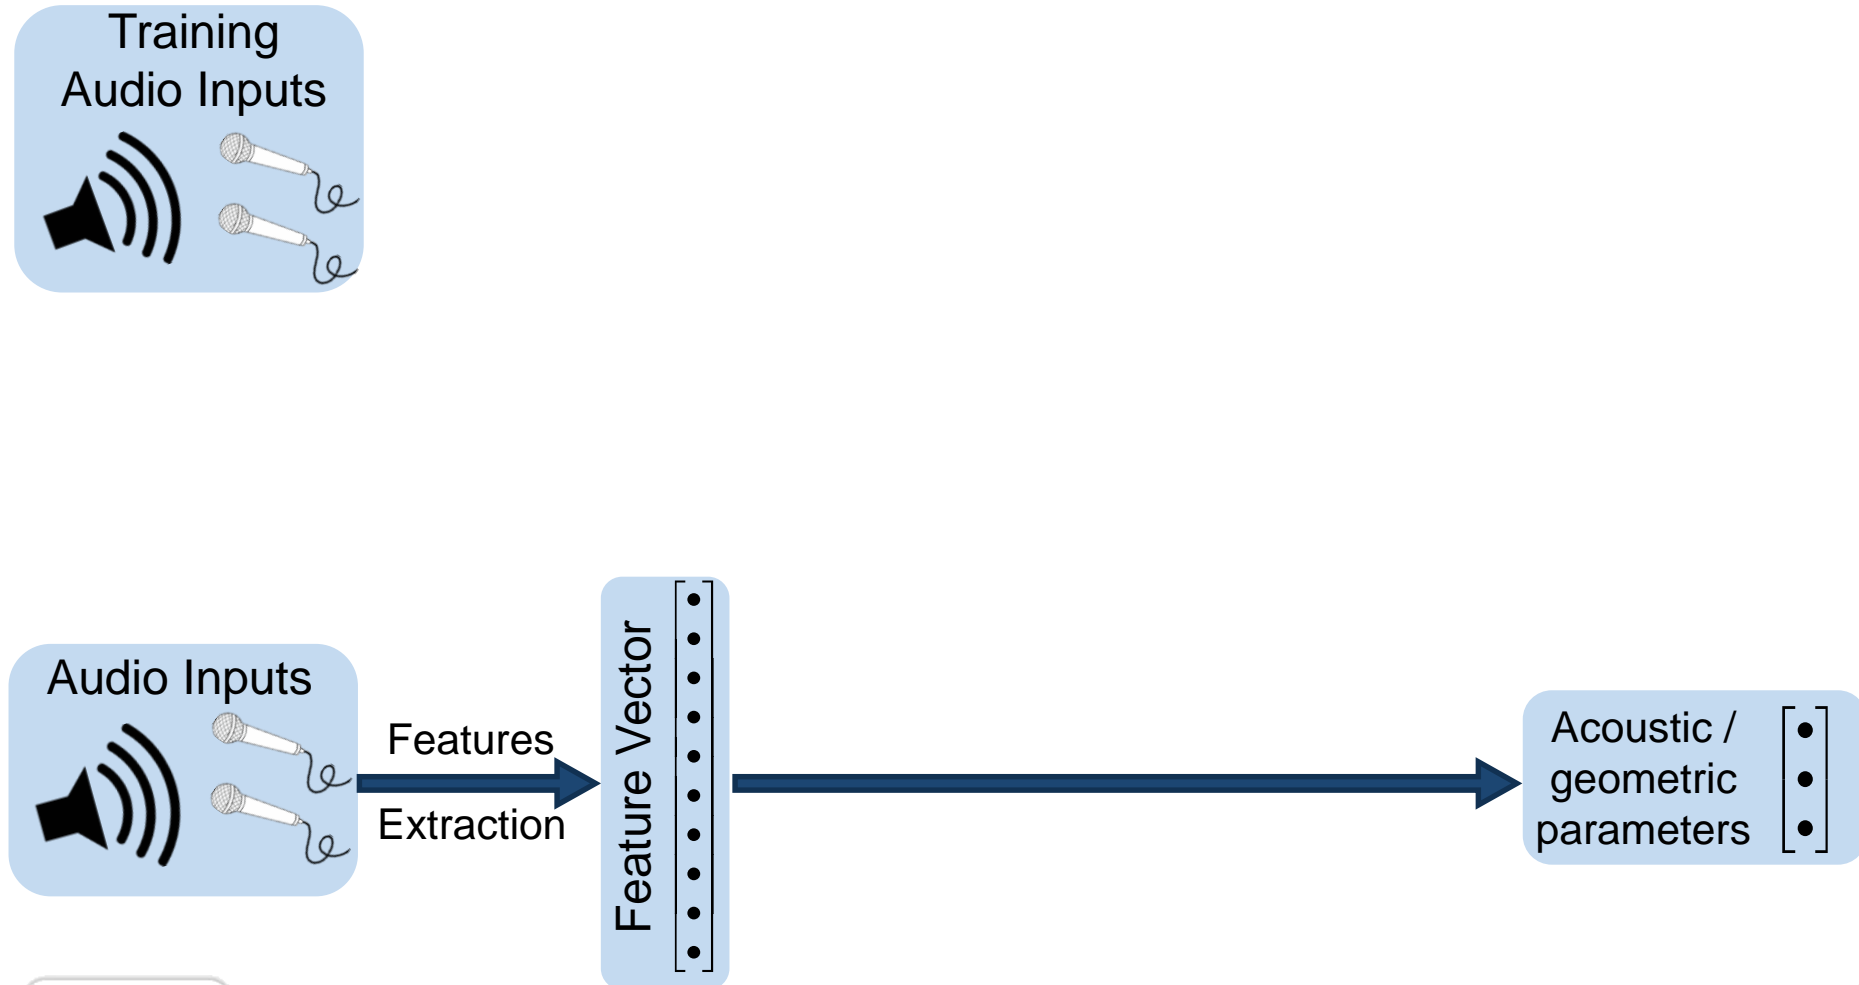 Training
Audio Inputs
Audio Inputs
Features
Extraction
Feature Vector
Acoustic /
geometric
parameters